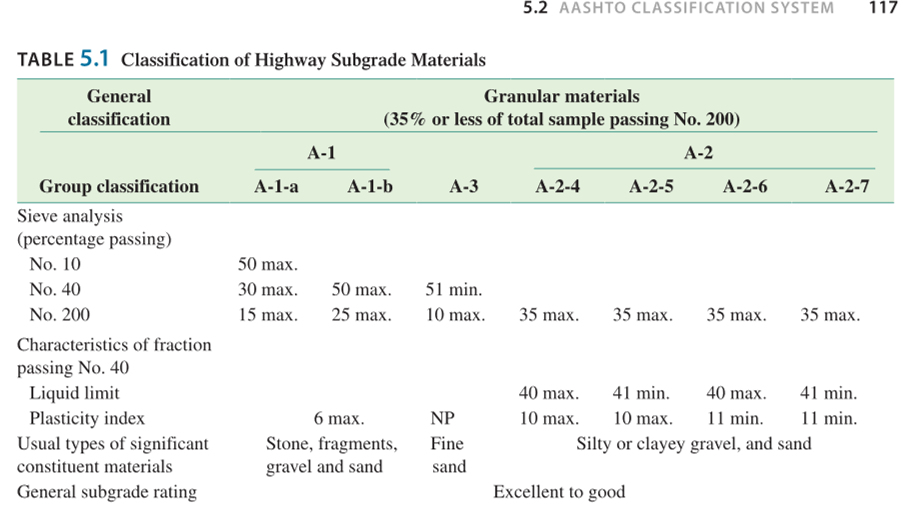 5.2 AASHTO CLASSIFICATION SYSTEM 117
TABLE 5.1 Classification of Highway Subgrade Materials
General classification
Granular materials
(35% or less of total sample passing No. 200)
A-1 A-2
Group classification A-1-a A-1-b A-3 A-2-4 A-2-5 A-2-6 A-2-7
Sieve analysis
(percentage passing)
No. 10 50 max.
No. 40 30 max. 50 max. 51 min.
No. 200 15 max. 25 max. 10 max. 35 max. 35 max. 35 max. 35 max.
Characteristics of fraction
passing No. 40
Liquid limit 40 max. 41 min. 40 max. 41 min.
Plasticity index 6 max. NP 10 max. 10 max. 11 min. 11 min.
Usual types of significant Stone, fragments, Fine Silty or clayey gravel, and sand
constituent materials gravel and sand sand
General subgrade rating Excellent to good